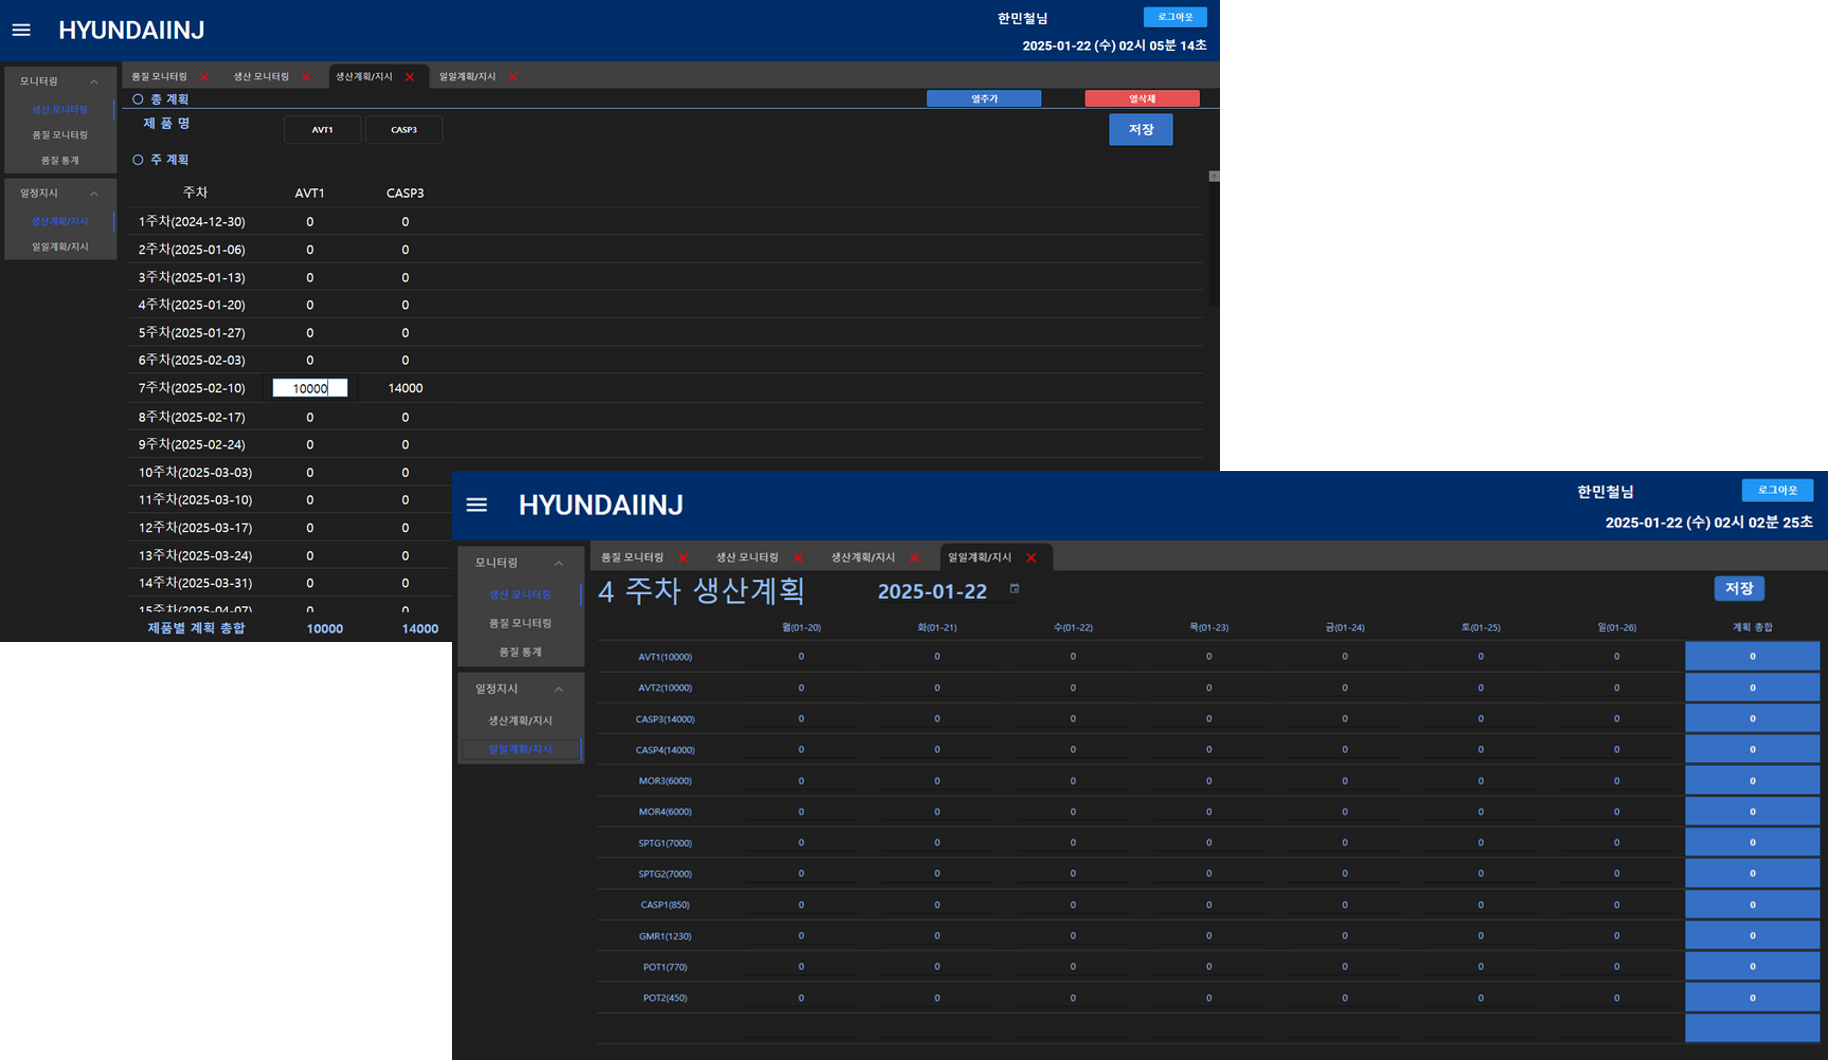 HYUNDAIINJ
한민철님
로그아웃
2025-01-22 (수) 02시 05분 14초
모니터링
생산 모니터링
품질 모니터링
품질 통계
일정지시
생산계획/지시
일일계획/지시
품질 모니터링 생산 모니터링 생산계획/지시 일일계획/지시
총 계획 열추가 열삭제
제 품 명 AVT1 CASP3 저장
주 계획
주차 AVT1 CASP3
1주차(2024-12-30) 0 0
2주차(2025-01-06) 0 0
3주차(2025-01-13) 0 0
4주차(2025-01-20) 0 0
5주차(2025-01-27) 0 0
6주차(2025-02-03) 0 0
7주차(2025-02-10) 10000 14000
8주차(2025-02-17) 0 0
9주차(2025-02-24) 0 0
10주차(2025-03-03) 0 0
11주차(2025-03-10) 0 0
12주차(2025-03-17) 0 0
13주차(2025-03-24) 0 0
14주차(2025-03-31) 0 0
15주차(2025-04-07) 0 0
제품별 계획 총합 10000 14000
HYUNDAIINJ
한민철님
로그아웃
2025-01-22 (수) 02시 02분 25초
모니터링
생산 모니터링
품질 모니터링
품질 통계
일정지시
생산계획/지시
일일계획/지시
품질 모니터링 생산 모니터링 생산계획/지시 일일계획/지시
4 주차 생산계획 2025-01-22 저장
월(01-20) 화(01-21) 수(01-22) 목(01-23) 금(01-24) 토(01-25) 일(01-26) 계획 총합
AVT1(10000) 0 0 0 0 0 0 0 0
AVT2(10000) 0 0 0 0 0 0 0 0
CASP3(14000) 0 0 0 0 0 0 0 0
CASP4(14000) 0 0 0 0 0 0 0 0
MOR3(6000) 0 0 0 0 0 0 0 0
MOR4(6000) 0 0 0 0 0 0 0 0
SPTG1(7000) 0 0 0 0 0 0 0 0
SPTG2(7000) 0 0 0 0 0 0 0 0
CASP1(850) 0 0 0 0 0 0 0 0
GMR1(1230) 0 0 0 0 0 0 0 0
POT1(770) 0 0 0 0 0 0 0 0
POT2(450) 0 0 0 0 0 0 0 0